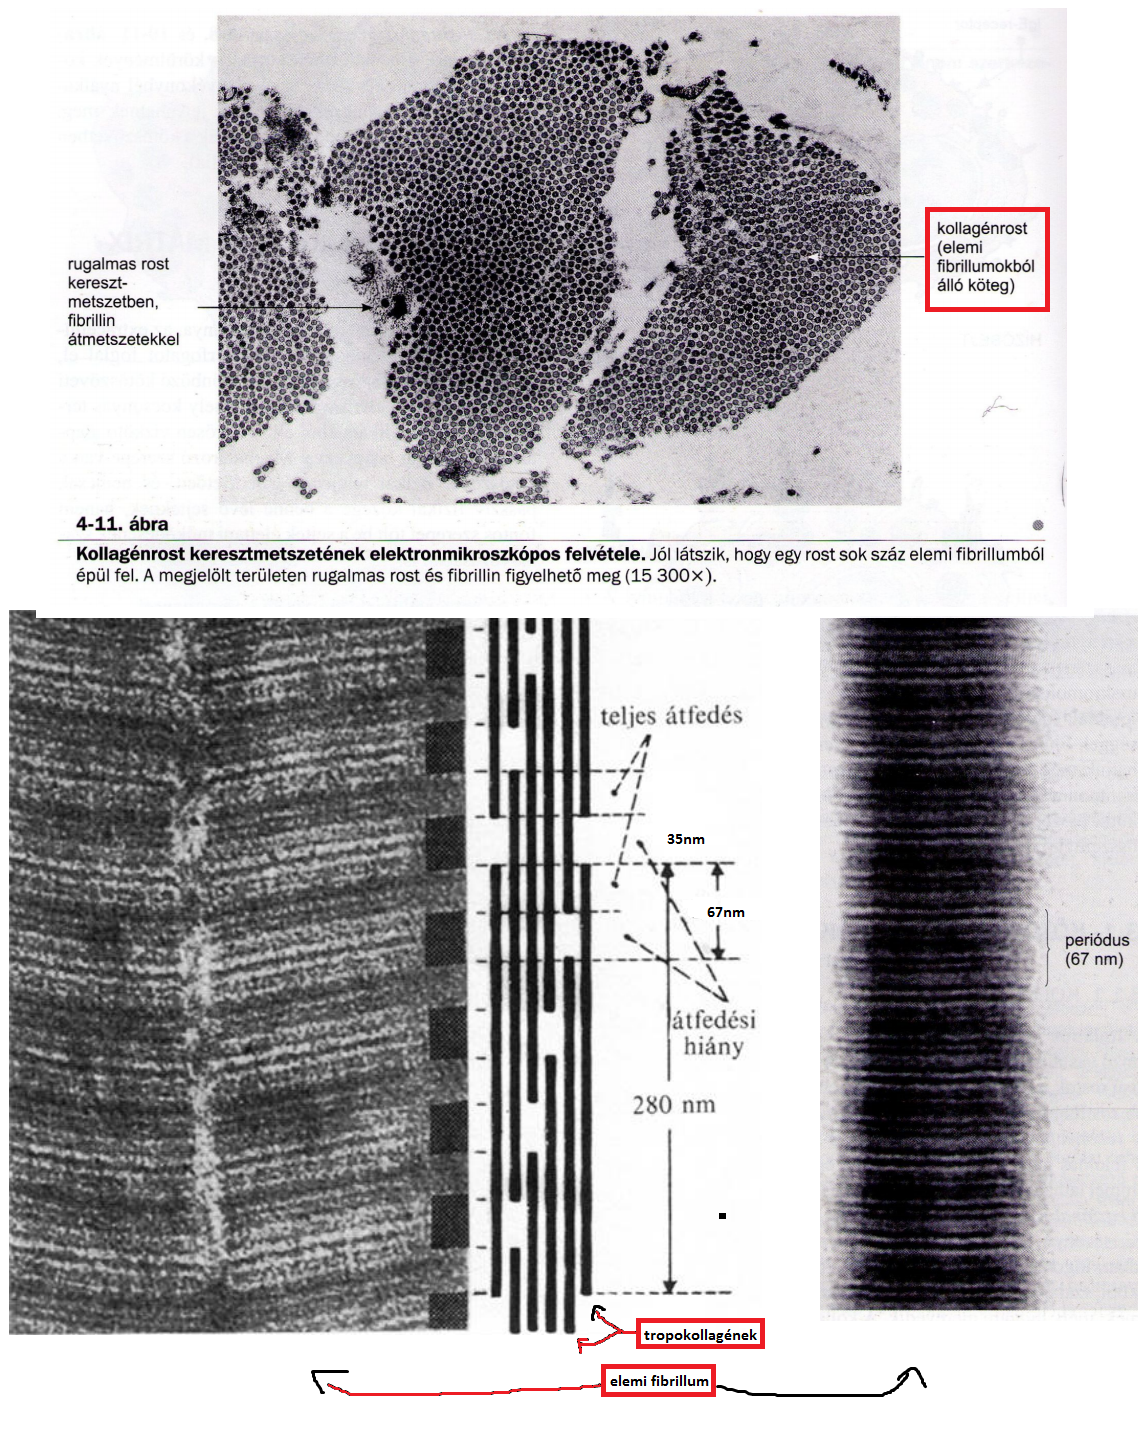 kollagénrost
(elemi
fibrillumokból
álló köteg)
rugalmas rost
kereszt-
metszetben,
fibrillin
átmetszetekkel
4-11. ábra
Kollagénrost keresztmetszetének elektronmikroszkópos felvétele. Jól látszik, hogy egy rost sok száz elemi fibrillumból
épül fel. A megjelölt területen rugalmas rost és fibrillin figyelhető meg (15 300×).
teljes átfedés
35nm
67nm
periódus
(67 nm)
átfedési
hiány
280 nm
tropokollagének
elemi fibrillum